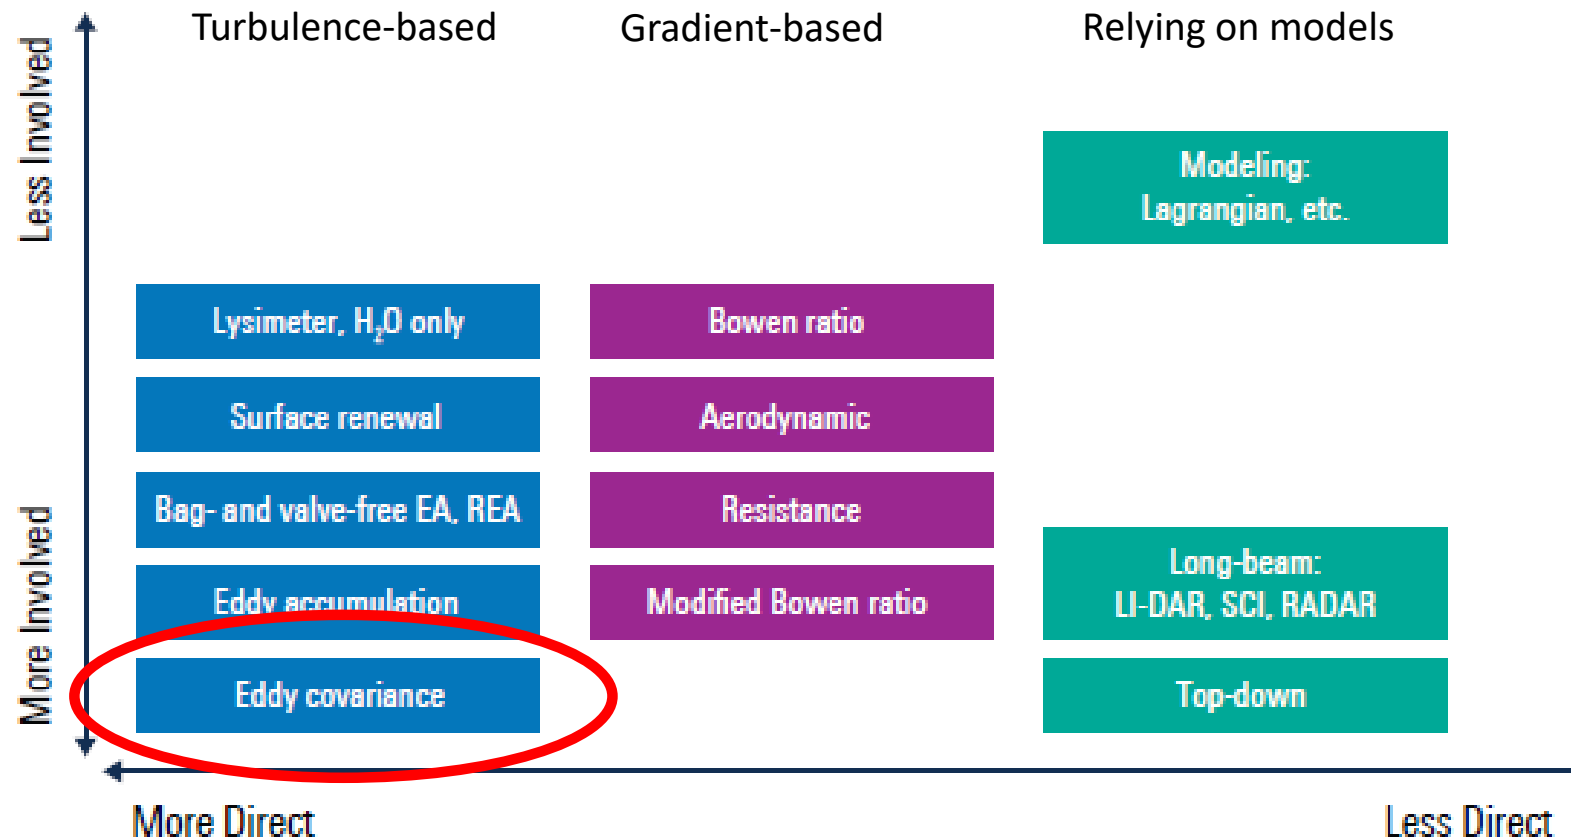 Turbulence-based
Gradient-based
Relying on models
Less Involved
More Involved
Modeling:
Lagrangian, etc.
Lysimeter, H₂O only
Bowen ratio
Surface renewal
Aerodynamic
Bag- and valve-free EA, REA
Resistance
Long-beam:
LI-DAR, SCI, RADAR
Eddy accumulation
Modified Bowen ratio
Eddy covariance
Top-down
More Direct
Less Direct